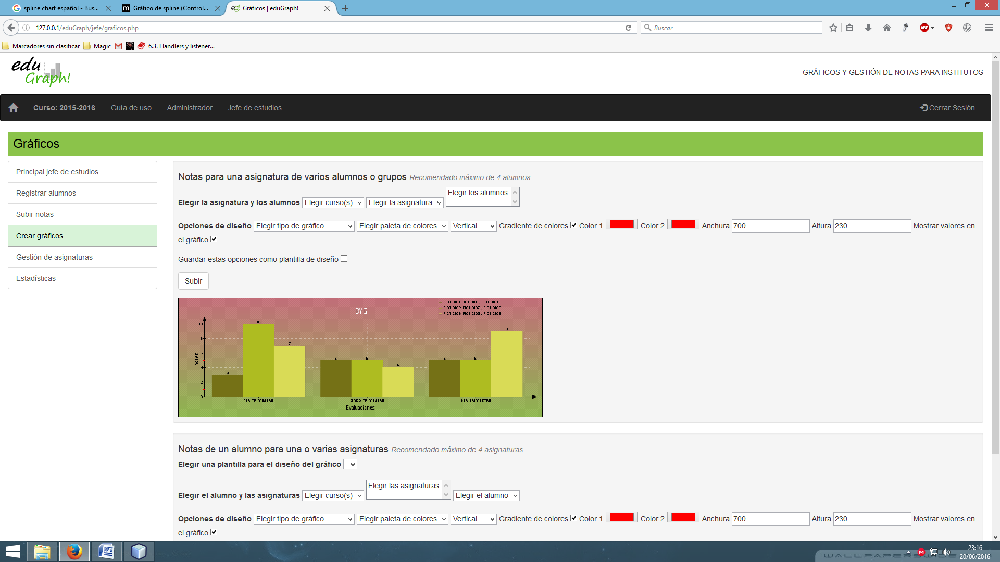 spline chart español - Bus...
Gráfico de spline (Control...
Gráficos | eduGraph!
127.0.0.1/eduGraph/jefe/graficos.php
Buscar
ABP
Marcadores sin clasificar
Magic
6.3. Handlers y listener...
edu
Graph!
GRÁFICOS Y GESTIÓN DE NOTAS PARA INSTITUTOS
Curso: 2015-2016
Guía de uso
Administrador
Jefe de estudios
Cerrar Sesión
Gráficos
Principal jefe de estudios
Registrar alumnos
Subir notas
Crear gráficos
Gestión de asignaturas
Estadísticas
Notas para una asignatura de varios alumnos o grupos Recomendado máximo de 4 alumnos
Elegir la asignatura y los alumnos Elegir curso(s) Elegir la asignatura Elegir los alumnos
Opciones de diseño Elegir tipo de gráfico Elegir paleta de colores Vertical Gradiente de colores Color 1 Color 2 Anchura 700 Altura 230 Mostrar valores en
el gráfico
Guardar estas opciones como plantilla de diseño
Subir
BYG
FICTICIO1 FICTICIO1, FICTICIO1
FICTICIO2 FICTICIO2, FICTICIO2
FICTICIO3 FICTICIO3, FICTICIO3
NOTAS
10
8
6
4
2
0
3
10
7
5
5
4
5
5
9
1ER TRIMESTRE
2NDO TRIMESTRE
3ER TRIMESTRE
Evaluaciones
Notas de un alumno para una o varias asignaturas Recomendado máximo de 4 asignaturas
Elegir una plantilla para el diseño del gráfico
Elegir el alumno y las asignaturas Elegir curso(s) Elegir las asignaturas Elegir el alumno
Opciones de diseño Elegir tipo de gráfico Elegir paleta de colores Vertical Gradiente de colores Color 1 Color 2 Anchura 700 Altura 230 Mostrar valores en
el gráfico
23:16
20/06/2016